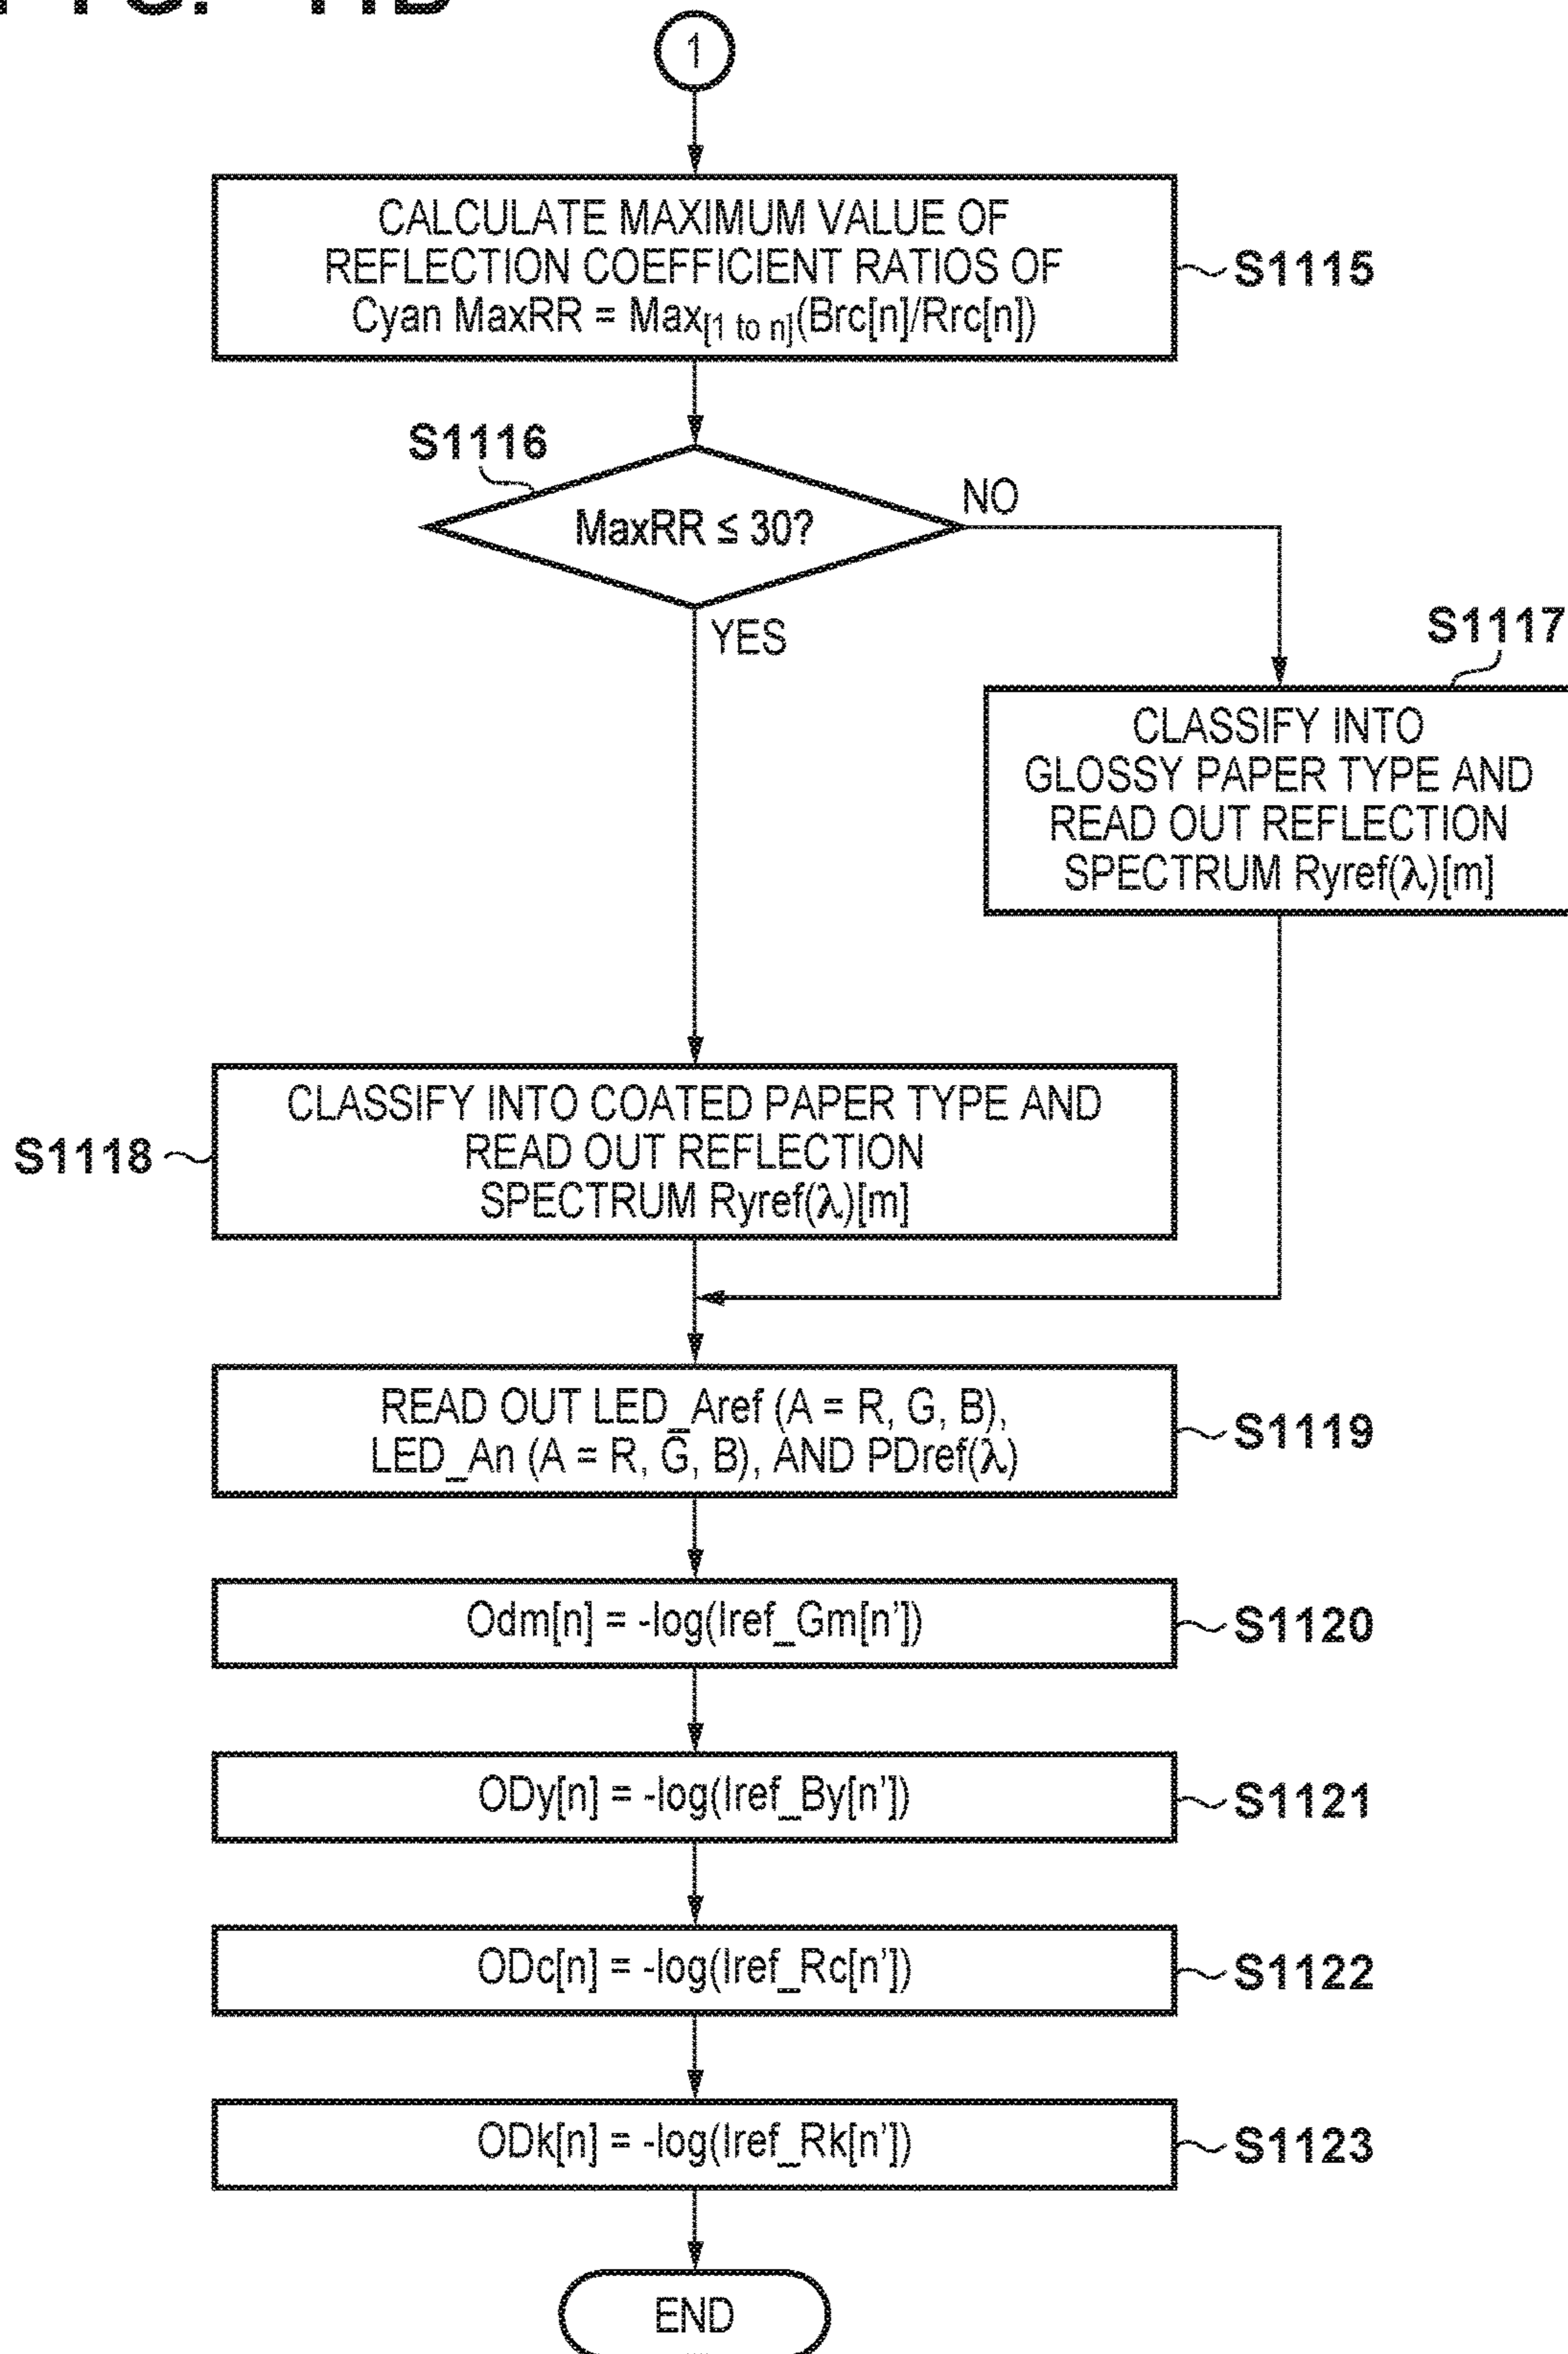 1
CALCULATE MAXIMUM VALUE OF
REFLECTION COEFFICIENT RATIOS OF
Cyan MaxRR = Max[1 to n](Brc[n]/Rrc[n])
S1115
S1116
MaxRR ≤ 30?
NO
YES
S1117
CLASSIFY INTO
GLOSSY PAPER TYPE AND
READ OUT REFLECTION
SPECTRUM Ryref(λ)[m]
CLASSIFY INTO COATED PAPER TYPE AND
READ OUT REFLECTION
SPECTRUM Ryref(λ)[m]
S1118
READ OUT LED_Aref (A = R, G, B),
LED_An (A = R, G, B), AND PDref(λ)
S1119
Odm[n] = -log(Iref_Gm[n'])
S1120
ODy[n] = -log(Iref_By[n'])
S1121
ODc[n] = -log(Iref_Rc[n'])
S1122
ODk[n] = -log(Iref_Rk[n'])
S1123
END